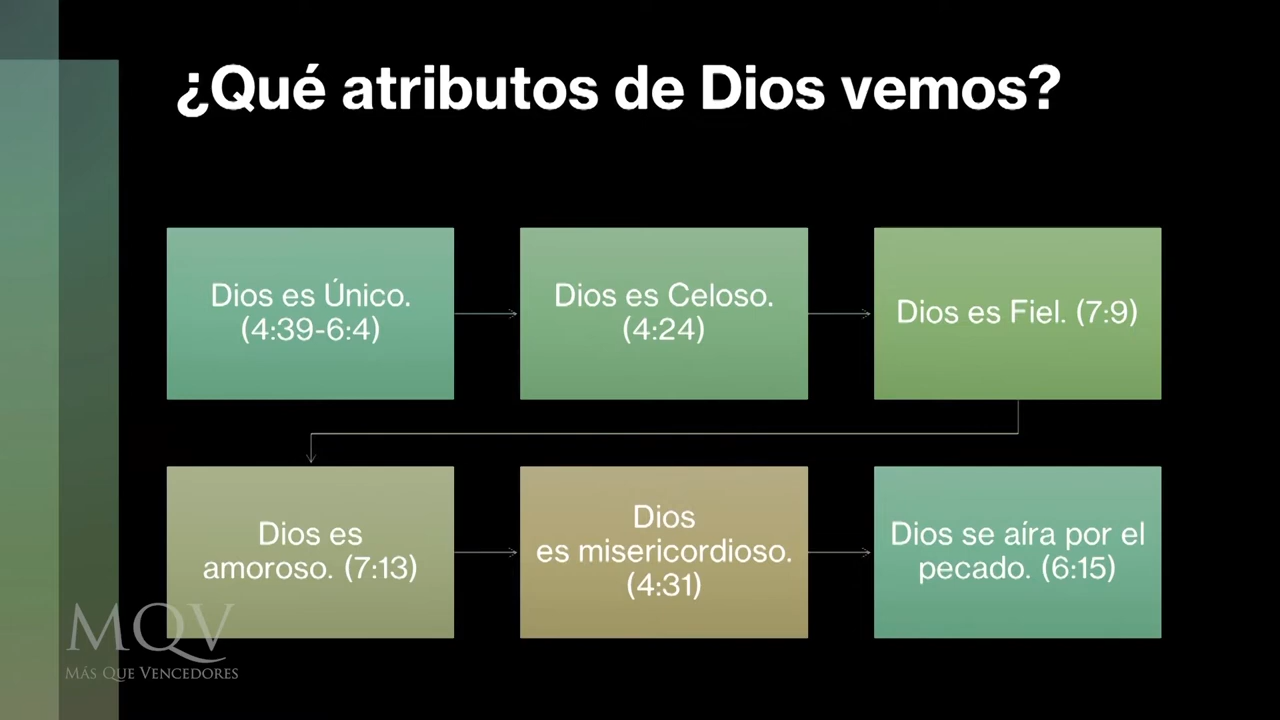 ¿Qué atributos de Dios vemos?
Dios es Único.
(4:39-6:4)
Dios es Celoso.
(4:24)
Dios es Fiel. (7:9)
Dios es
amoroso. (7:13)
Dios
es misericordioso.
(4:31)
Dios se aíra por el
pecado. (6:15)
MQV
Más Que Vencedores